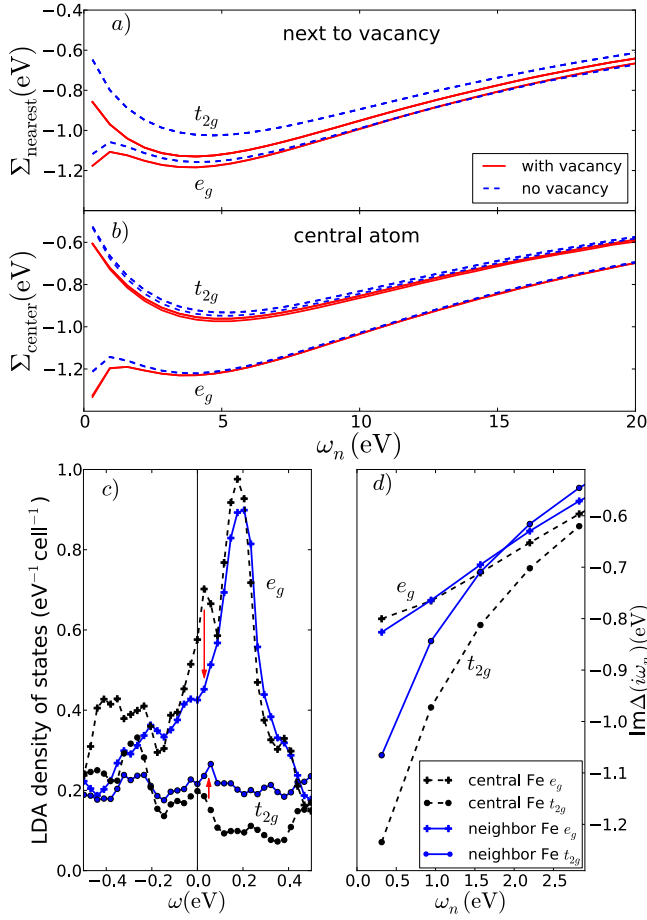 a) next to vacancy
−0.4
−0.6
−0.8
−1.0
−1.2
Σnearest(eV)
t2g
eg
with vacancy
no vacancy
b) central atom
−0.6
−0.8
−1.0
−1.2
Σcenter(eV)
t2g
eg
0 5 10 15 20
ωn(eV)
c)
1.0
0.8
0.6
0.4
0.2
0.0
LDA density of states (eV−1 cell−1)
eg
t2g
−0.4 −0.2 0.0 0.2 0.4
ω(eV)
d)
eg
t2g
−0.6
−0.7
−0.8
−0.9
−1.0
−1.1
−1.2
ImΔ(iωn)(eV)
central Fe eg
central Fe t2g
neighbor Fe eg
neighbor Fe t2g
0.0 0.5 1.0 1.5 2.0 2.5
ωn(eV)